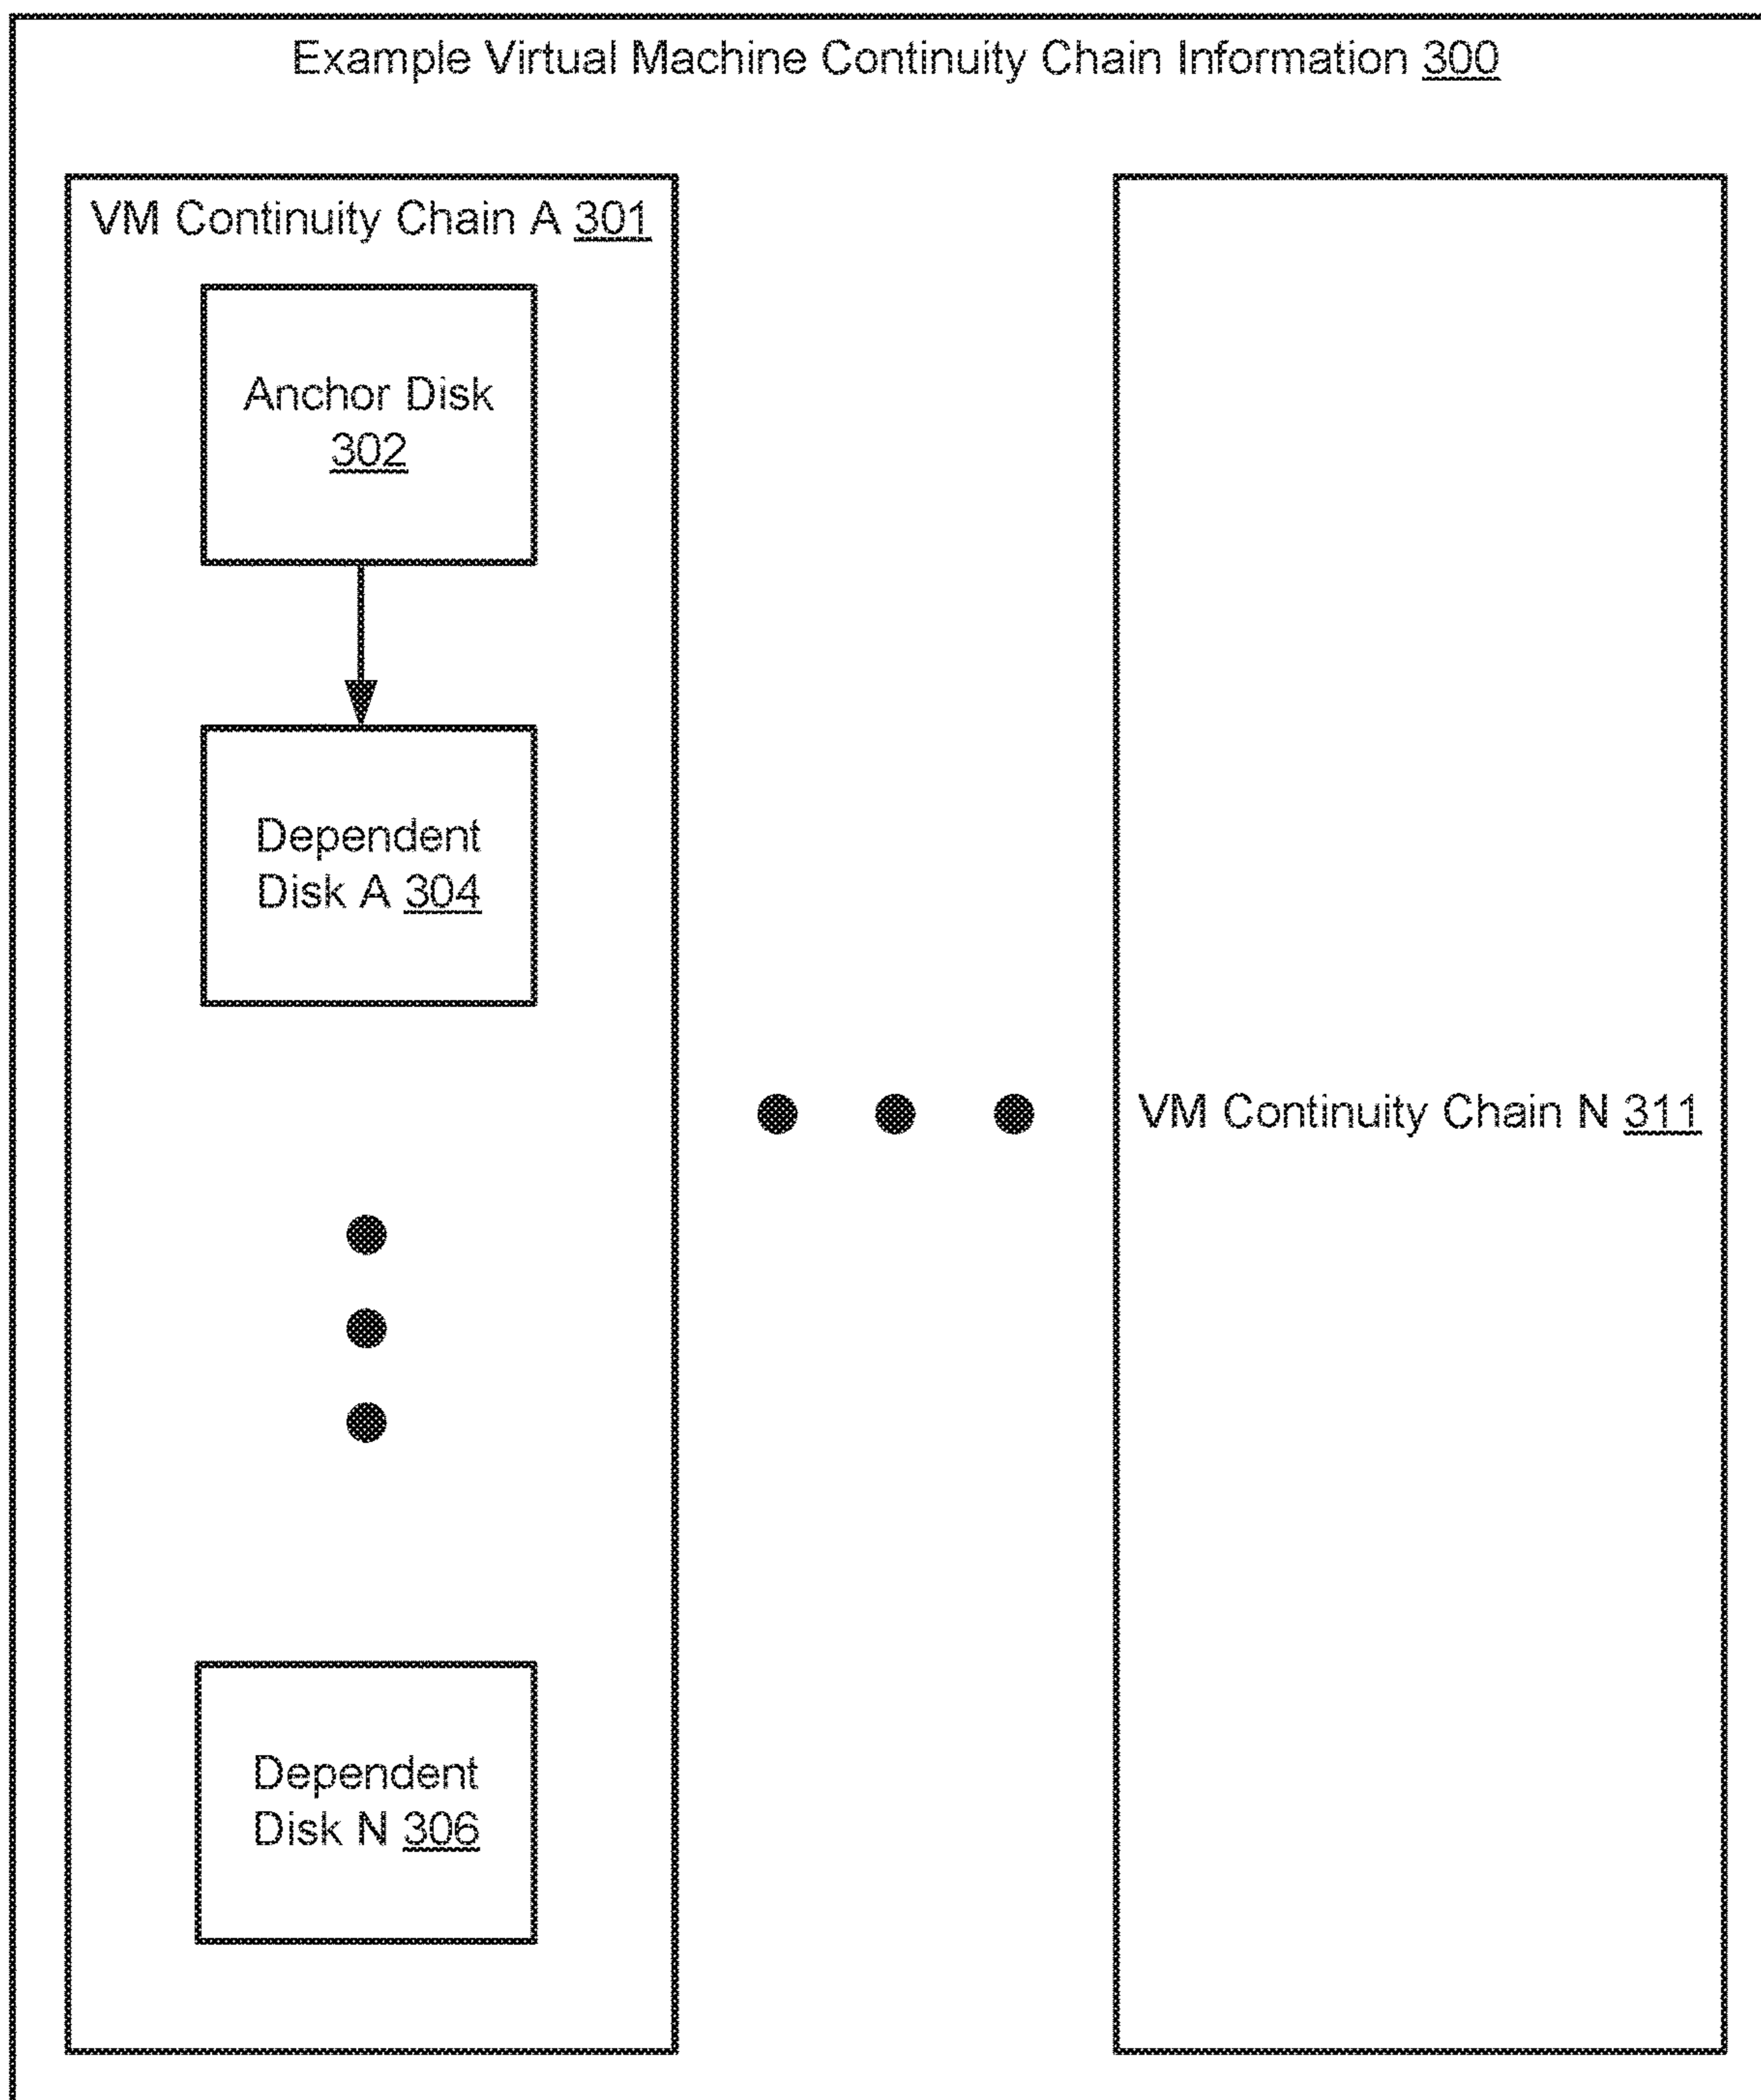 Example Virtual Machine Continuity Chain Information 300
VM Continuity Chain A 301
Anchor Disk
302
Dependent
Disk A 304
VM Continuity Chain N 311
Dependent
Disk N 306